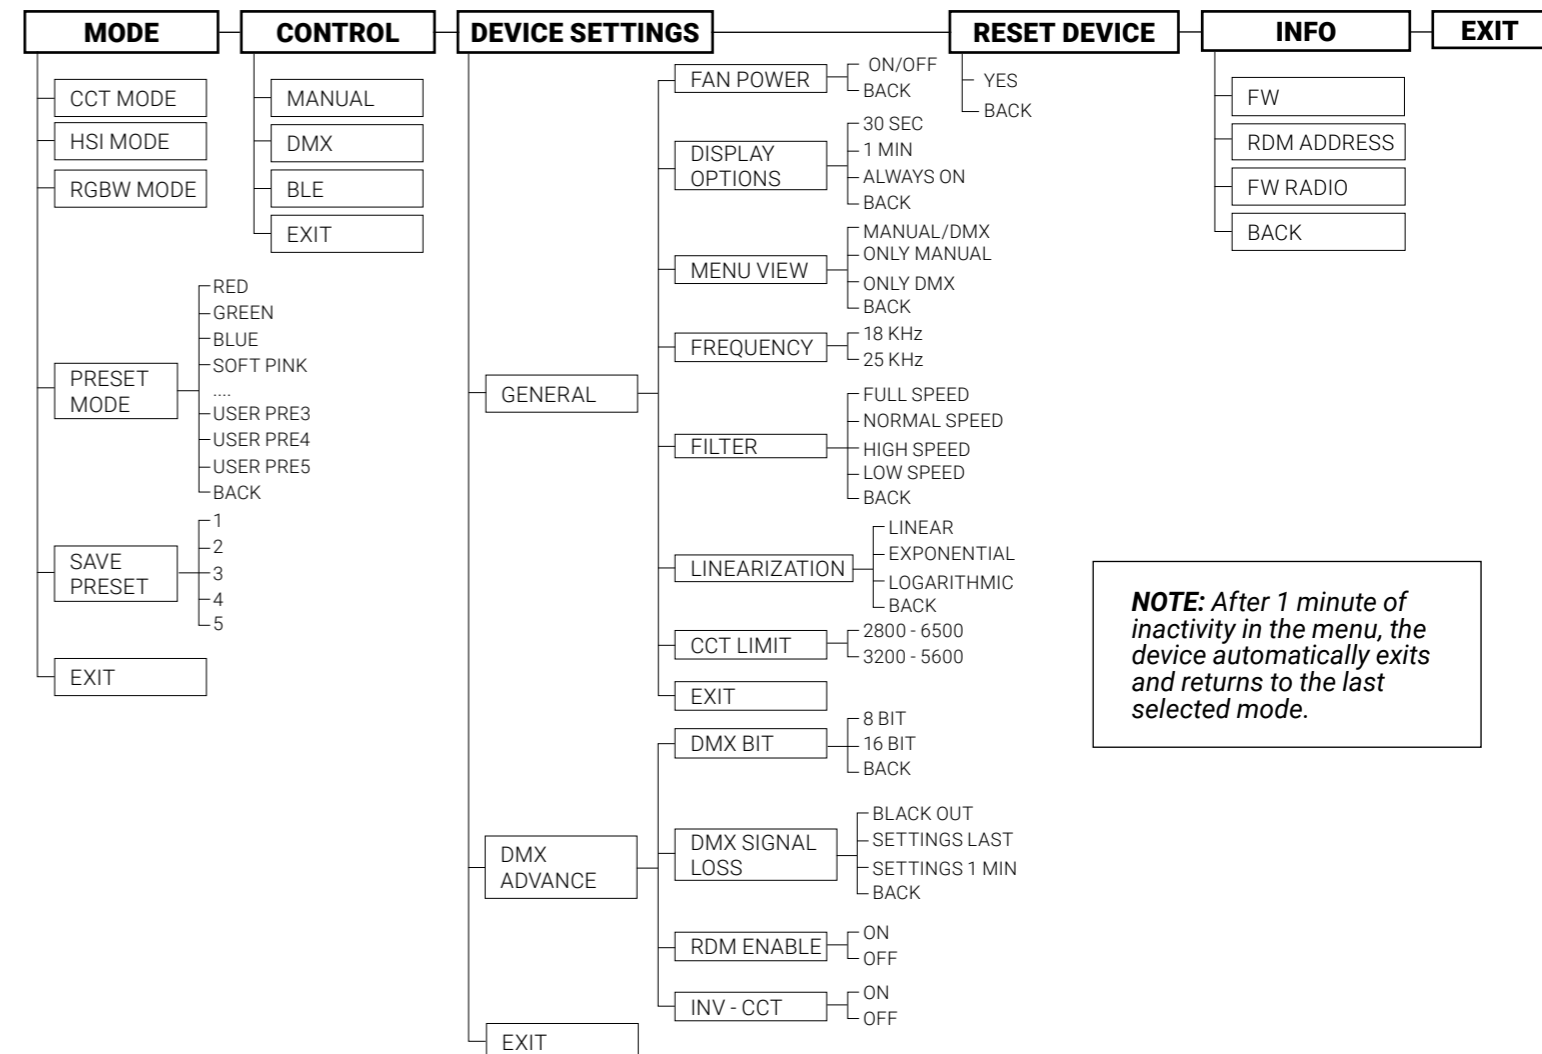 MODE
CONTROL
DEVICE SETTINGS
RESET DEVICE
INFO
EXIT
CCT MODE
HSI MODE
RGBW MODE
PRESET
MODE
RED
GREEN
BLUE
SOFT PINK
....
USER PRE3
USER PRE4
USER PRE5
BACK
SAVE
PRESET
1
2
3
4
5
EXIT
MANUAL
DMX
BLE
EXIT
GENERAL
FAN POWER
ON/OFF
BACK
DISPLAY
OPTIONS
30 SEC
1 MIN
ALWAYS ON
BACK
MENU VIEW
MANUAL/DMX
ONLY MANUAL
ONLY DMX
BACK
FREQUENCY
18 KHz
25 KHz
FILTER
FULL SPEED
NORMAL SPEED
HIGH SPEED
LOW SPEED
BACK
LINEARIZATION
LINEAR
EXPONENTIAL
LOGARITHMIC
BACK
CCT LIMIT
2800 - 6500
3200 - 5600
EXIT
DMX
ADVANCE
DMX BIT
8 BIT
16 BIT
BACK
DMX SIGNAL
LOSS
BLACK OUT
SETTINGS LAST
SETTINGS 1 MIN
BACK
RDM ENABLE
ON
OFF
INV - CCT
ON
OFF
EXIT
YES
BACK
FW
RDM ADDRESS
FW RADIO
BACK
NOTE: After 1 minute of
inactivity in the menu, the
device automatically exits
and returns to the last
selected mode.